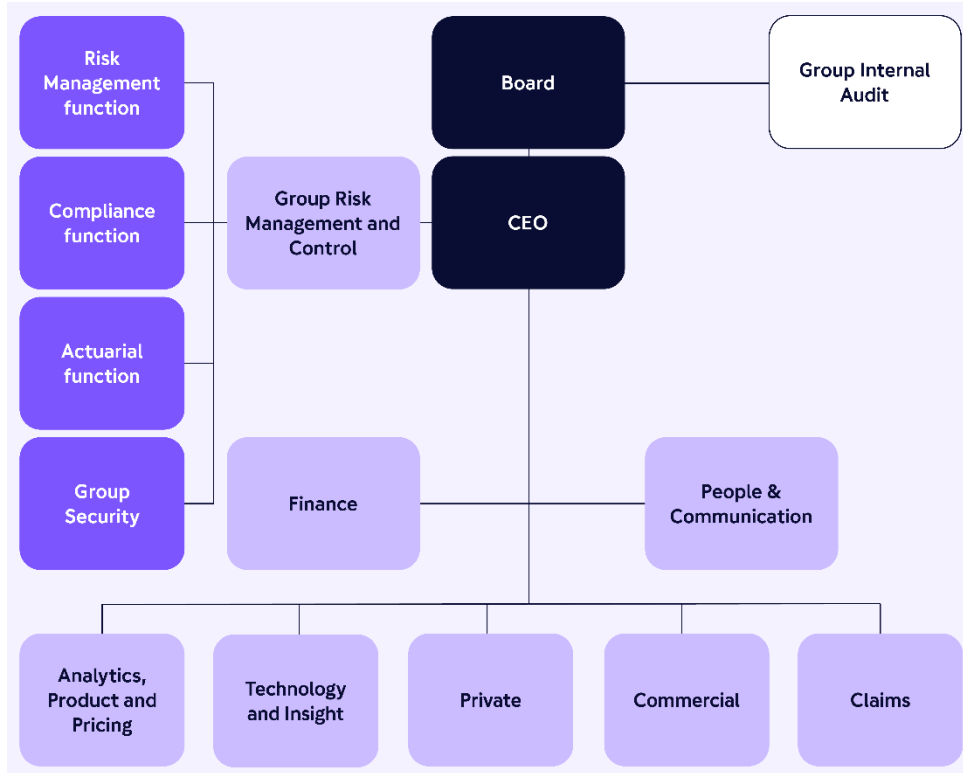 Risk
Management
function
Board
Group Internal
Audit
Compliance
function
Group Risk
Management and
Control
CEO
Actuarial
function
Group
Security
Finance
People &
Communication
Analytics,
Product and
Pricing
Technology
and Insight
Private
Commercial
Claims